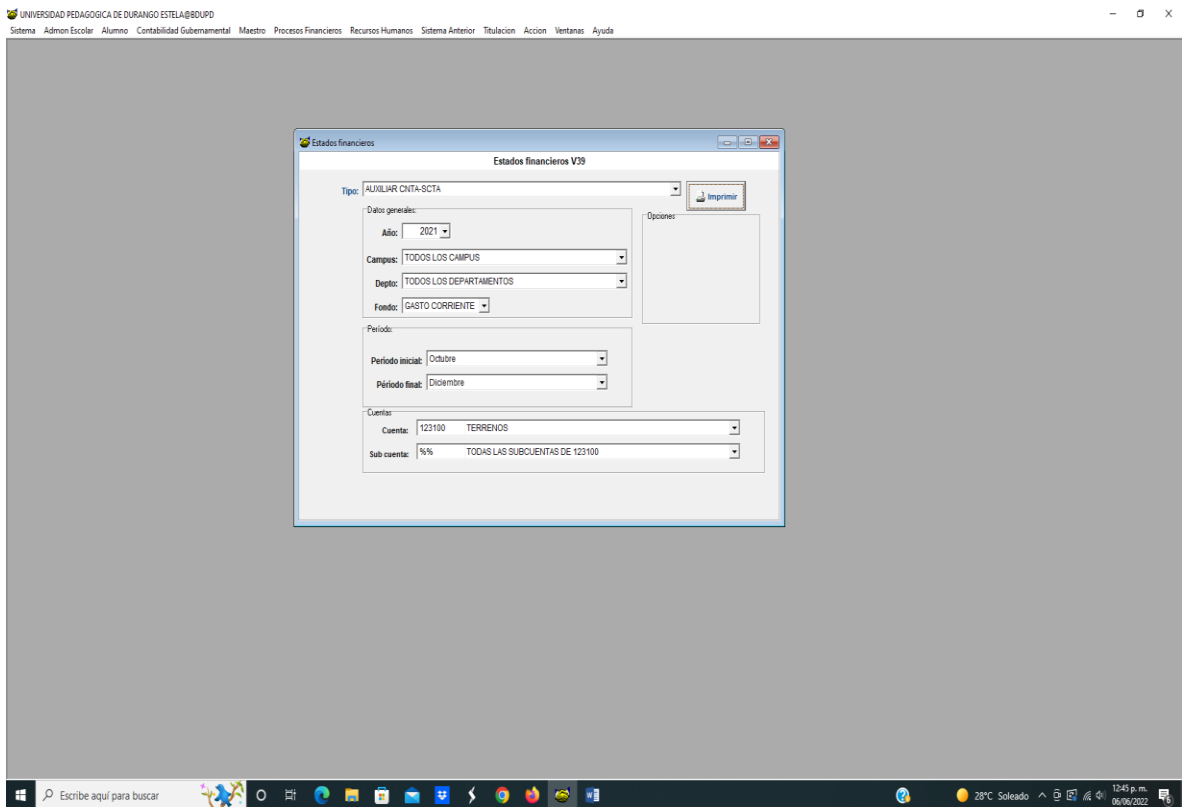 UNIVERSIDAD PEDAGOGICA DE DURANGO ESTELA@BDUPD
Sistema Admon Escolar Alumno Contabilidad Gubernamental Maestro Procesos Financieros Recursos Humanos Sistema Anterior Titulacion Accion Ventanas Ayuda
Estados financieros
Estados financieros V39
Tipo: AUXILIAR CNTA-SCTA
Imprimir
Datos generales:
Opciones
Año: 2021
Campus: TODOS LOS CAMPUS
Depto: TODOS LOS DEPARTAMENTOS
Fondo: GASTO CORRIENTE
Período:
Periodo inicial: Octubre
Périodo final: Diciembre
Cuentas
Cuenta: 123100 TERRENOS
Sub cuenta: %% TODAS LAS SUBCUENTAS DE 123100
Escribe aquí para buscar
28°C Soleado
12:45 p. m.
06/06/2022
6